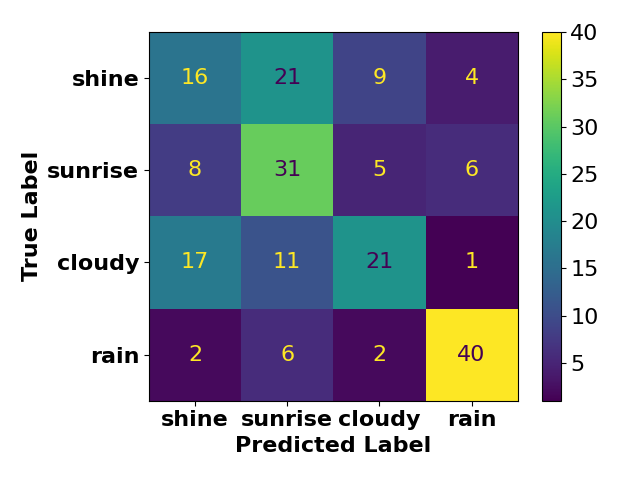 shine 16 21 9 4
sunrise 8 31 5 6
cloudy 17 11 21 1
rain 2 6 2 40
shine sunrise cloudy rain
Predicted Label
True Label
40
35
30
25
20
15
10
5